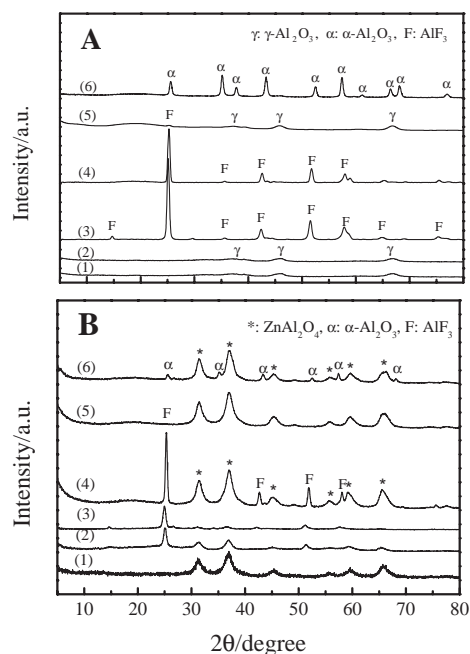 A
γ: γ-Al₂O₃, α: α-Al₂O₃, F: AlF₃
Intensity/a.u.
(6) α α α α α α α α α
(5) F γ γ γ
(4) F F F F
(3) F F F F F F F
(2) γ γ γ
(1)
B
*: ZnAl₂O₄, α: α-Al₂O₃, F: AlF₃
Intensity/a.u.
(6) α * α * α * α * α * * α
(5)
F
(4) * * F * F * F * *
(3)
(2)
(1)
10 20 30 40 50 60 70 80
2θ/degree